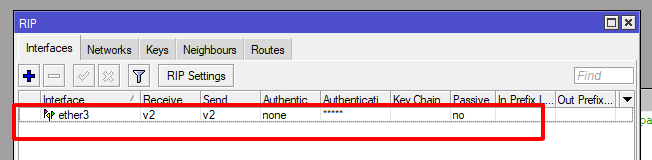 RIP
Interfaces Networks Keys Neighbours Routes
RIP Settings Find
Interface Receive Send Authentic... Authenticati... Key Chain Passive In Prefix L... Out Prefix...
ether3 v2 v2 none ***** no